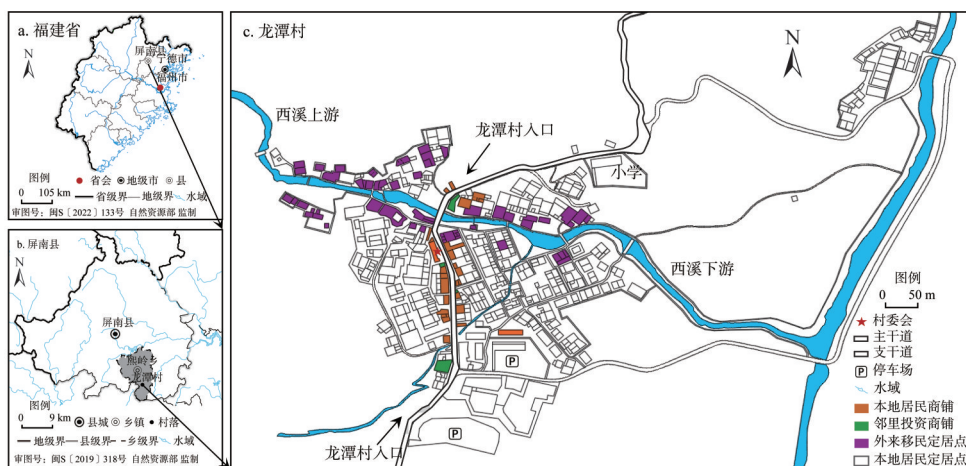 a. 福建省
N
屏南县
宁德市
福州市
图例
0 105 km
省会 地级市 县
省级界 地级界 水域
审图号：闽S〔2022〕133号 自然资源部 监制
b. 屏南县
屏南县
熙岭乡
龙潭村
图例
0 9 km
县城 乡镇 村落
地级界 县级界 乡级界 水域
审图号：闽S〔2019〕318号 自然资源部 监制
c. 龙潭村
N
西溪上游
龙潭村入口
小学
西溪下游
P
P
龙潭村入口
图例
0 50 m
村委会
主干道
支干道
P 停车场
水域
本地居民商铺
邻里投资商铺
外来移民定居点
本地居民定居点